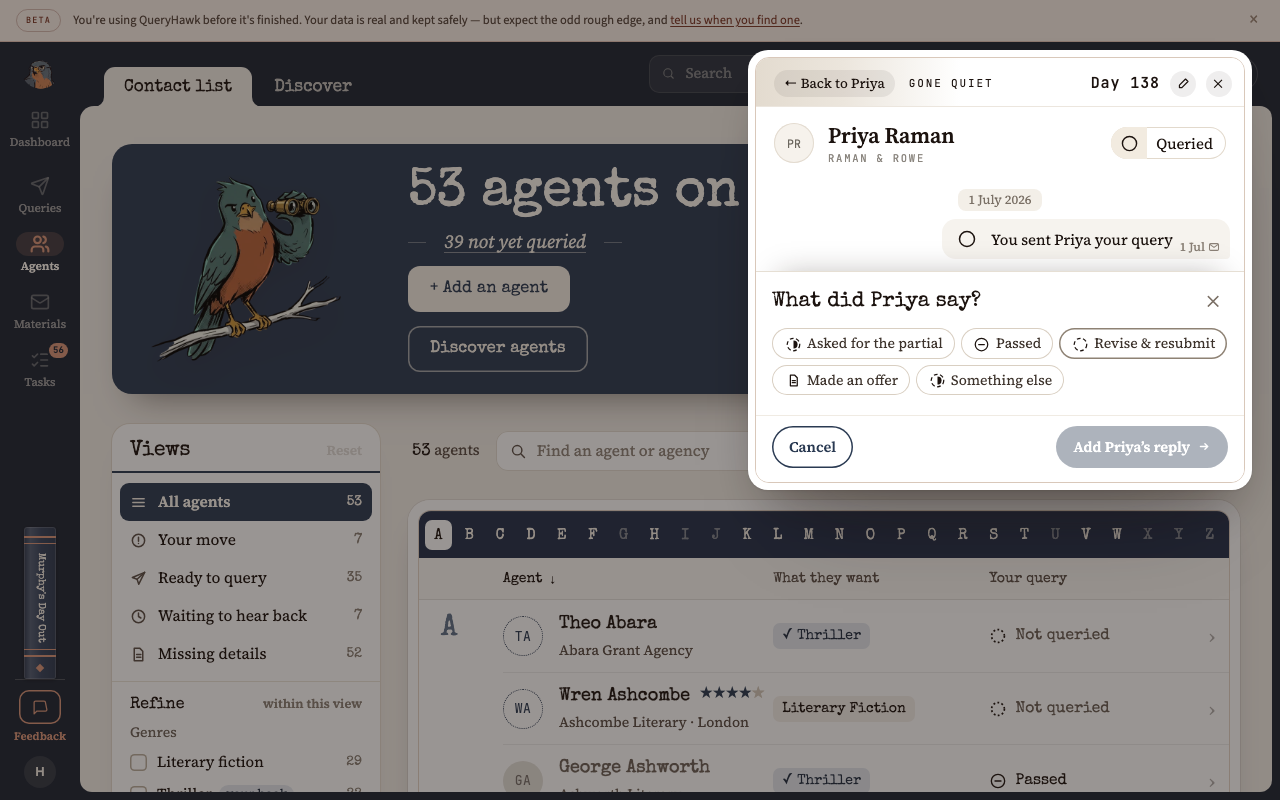 BETA You're using QueryHawk before it's finished. Your data is real and kept safely — but expect the odd rough edge, and tell us when you find one. ×
Contact list
Discover
Search
Dashboard
Queries
Agents
Materials
56
Tasks
Murphy's Day Out
Feedback
H
53 agents on
39 not yet queried
+ Add an agent
Discover agents
Views
Reset
All agents 53
Your move 7
Ready to query 35
Waiting to hear back 7
Missing details 52
Refine within this view
Genres
Literary fiction 29
53 agents
Find an agent or agency
A B C D E F G H I J K L M N O P Q R S T U V W X Y Z
Agent ↓ What they want Your query
A
TA Theo Abara
Abara Grant Agency
✓ Thriller
Not queried ›
WA Wren Ashcombe ★★★★★
Ashcombe Literary · London
Literary Fiction
Not queried ›
GA George Ashworth
✓ Thriller
Passed ›
← Back to Priya GONE QUIET Day 138
PR Priya Raman
RAMAN & ROWE
Queried
1 July 2026
You sent Priya your query 1 Jul
What did Priya say?
Asked for the partial Passed Revise & resubmit
Made an offer Something else
Cancel Add Priya's reply →